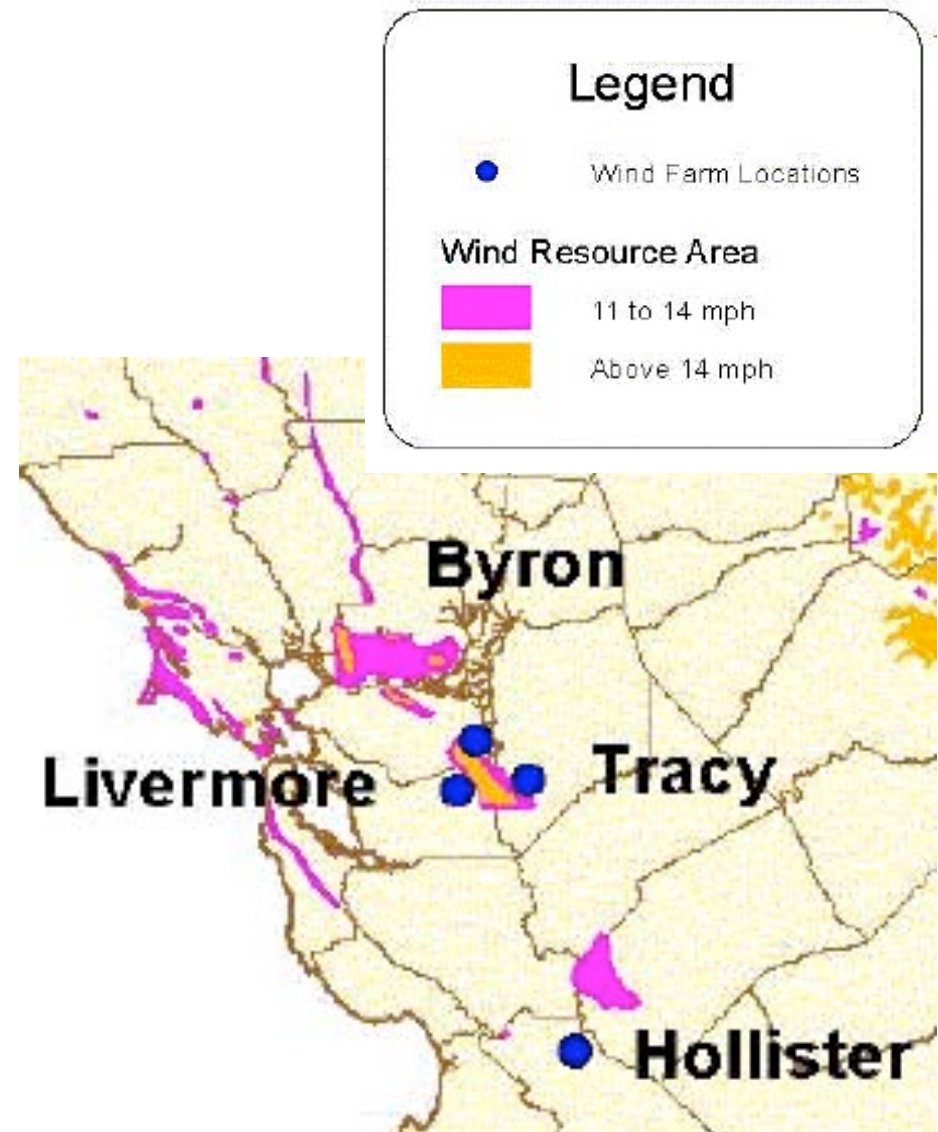 Legend
Wind Farm Locations
Wind Resource Area
11 to 14 mph
Above 14 mph
Byron
Livermore
Tracy
Hollister